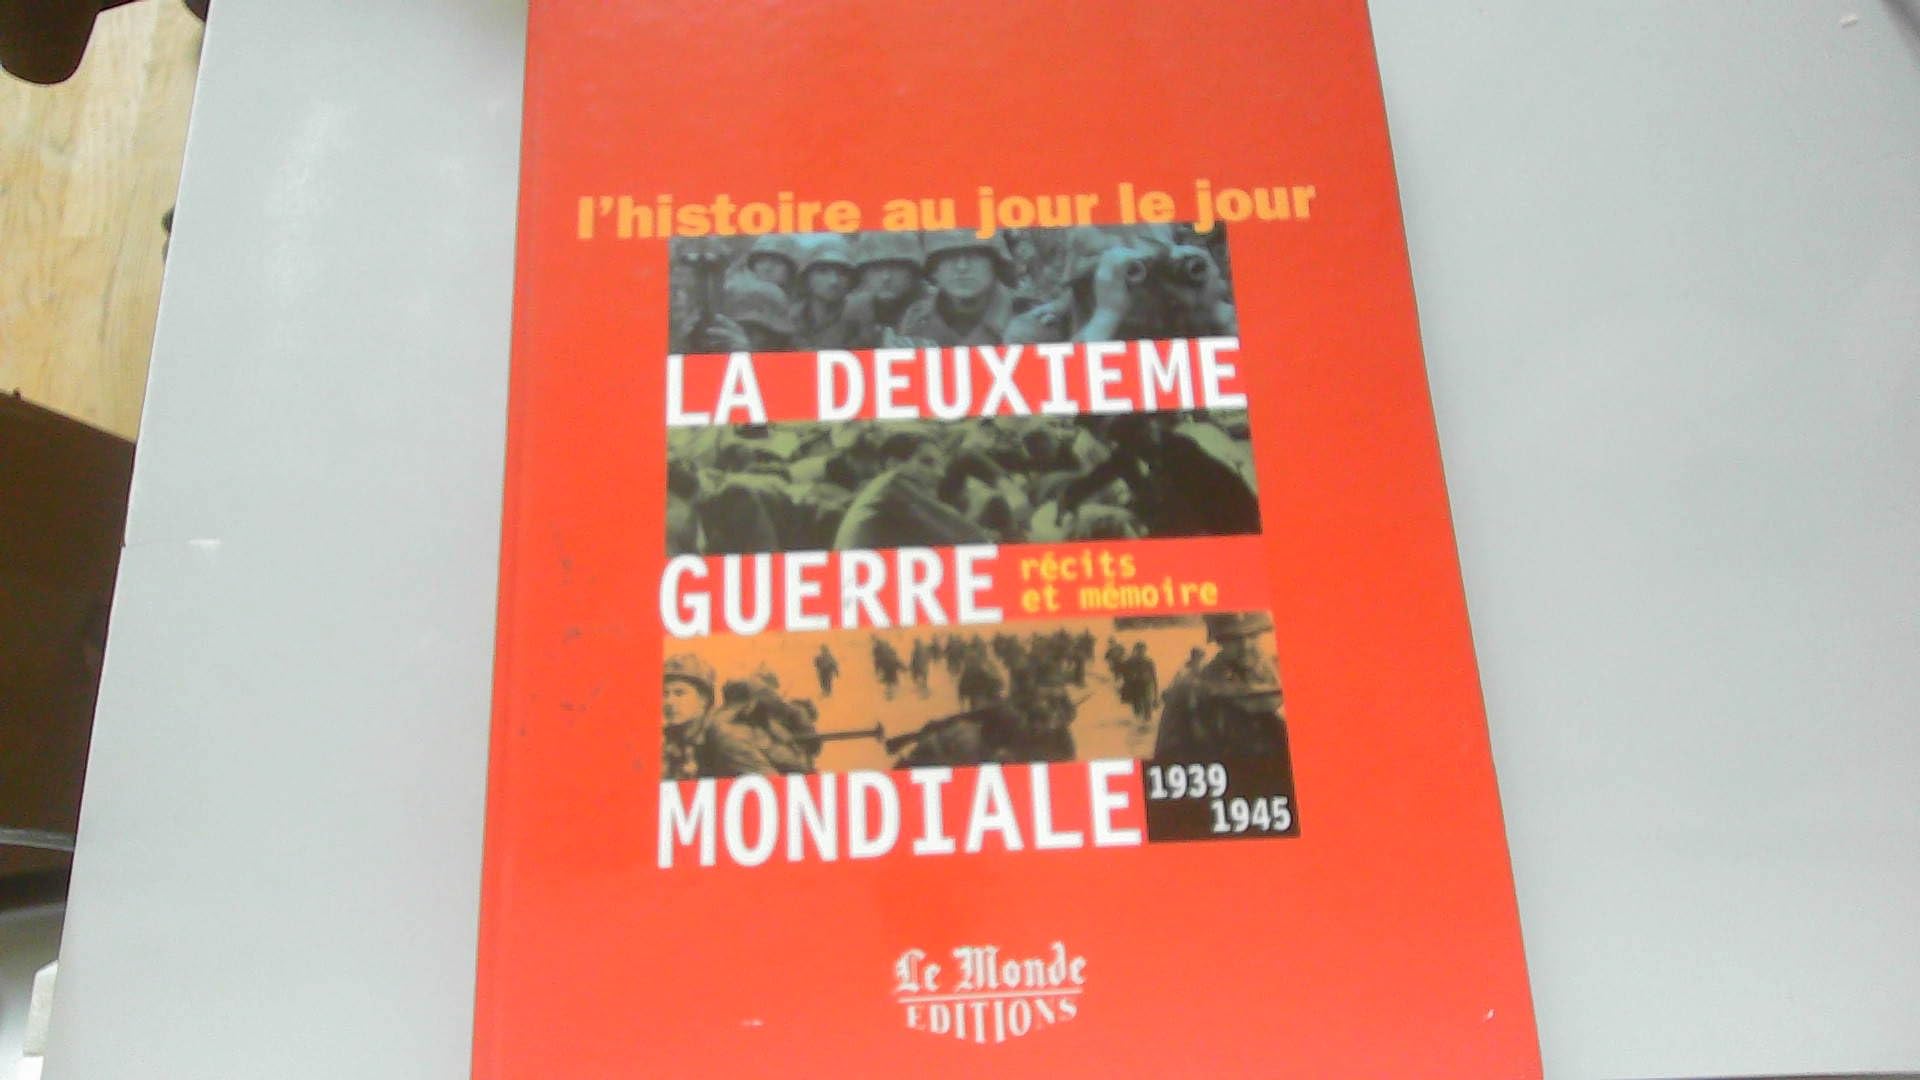 l'histoire au jour le jour
LA DEUXIEME
GUERRE
récits
et mémoire
MONDIALE
1939
1945
Le Monde
EDITIONS